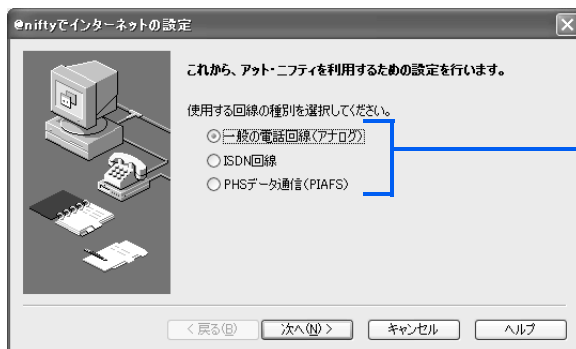 @niftyでインターネットの設定
これから、アット・ニフティを利用するための設定を行います。
使用する回線の種別を選択してください。
一般の電話回線(アナログ)
ISDN回線
PHSデータ通信(PIAFS)
< 戻る(B)
次へ(N) >
キャンセル
ヘルプ